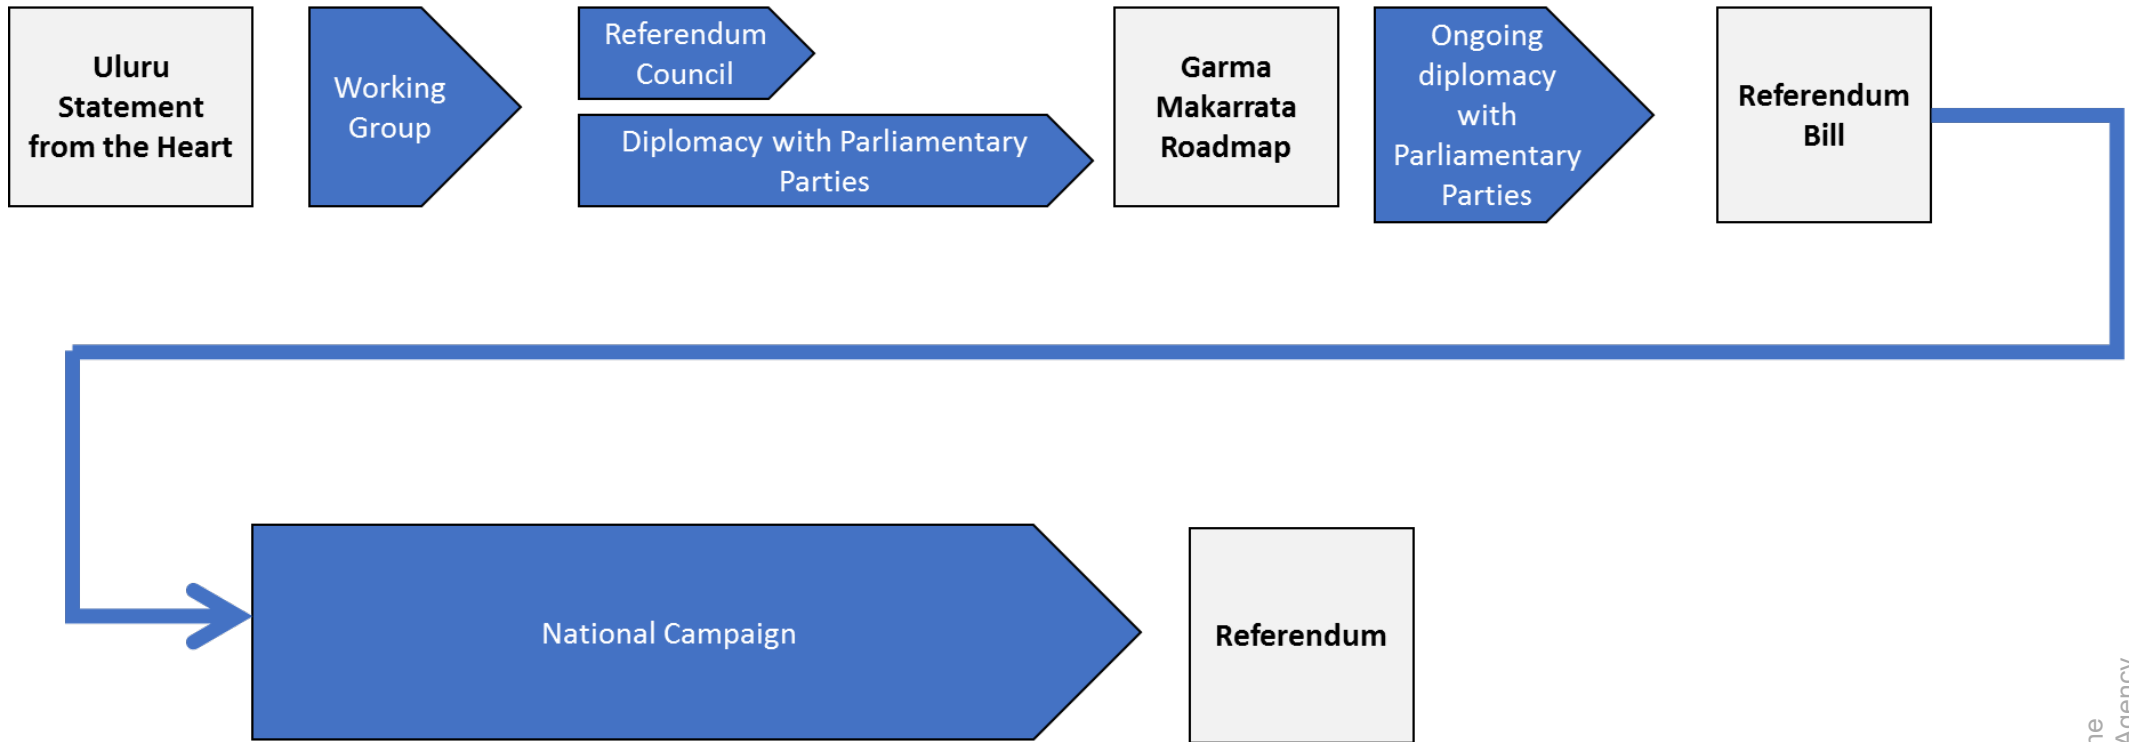 Uluru
Statement
from the Heart
Working
Group
Referendum
Council
Diplomacy with Parliamentary
Parties
Garma
Makarrata
Roadmap
Ongoing
diplomacy
with
Parliamentary
Parties
Referendum
Bill
National Campaign
Referendum
Agency